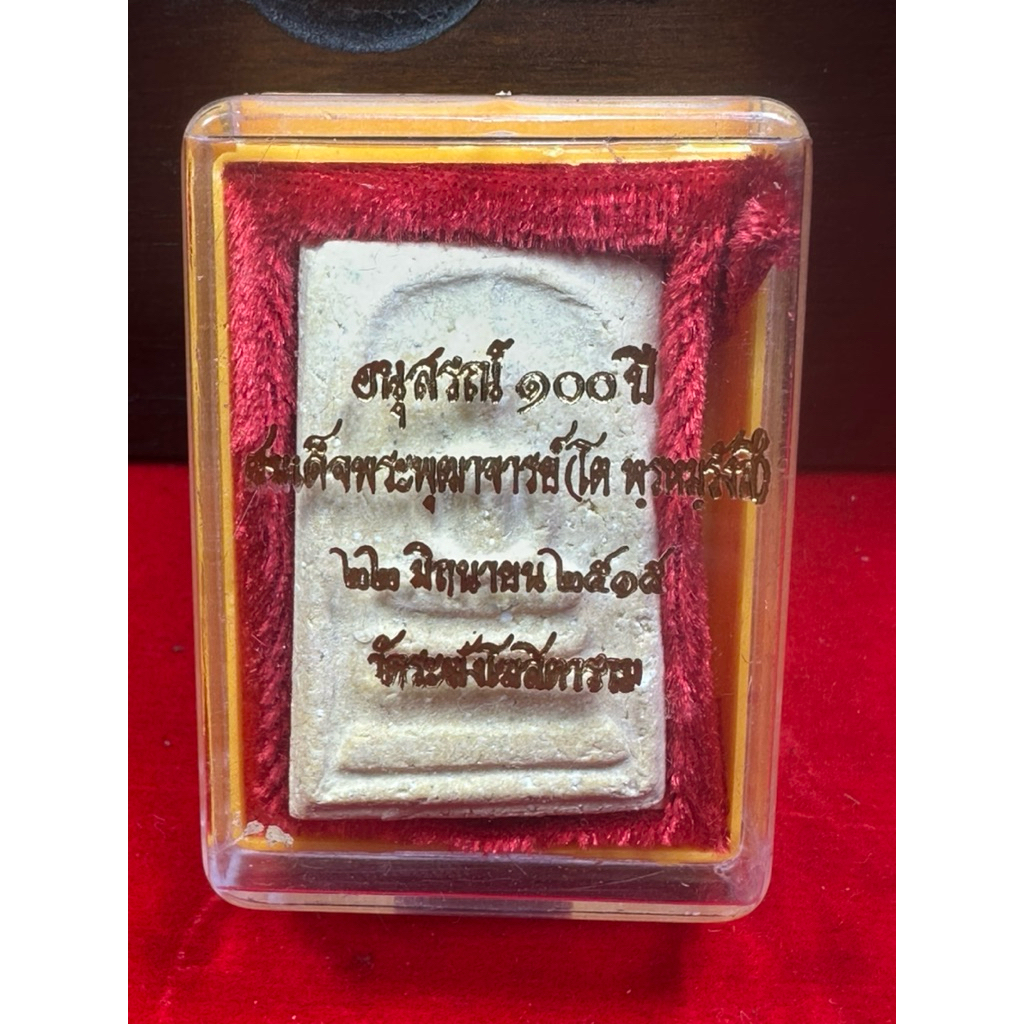 อนุสรณ์ ๑๐๐ ปี
สมเด็จพระพุฒาจารย์ (โต พฺรหฺมรํสี)
๒๒ มิถุนายน ๒๕๑๕
วัดระฆังโฆสิตาราม